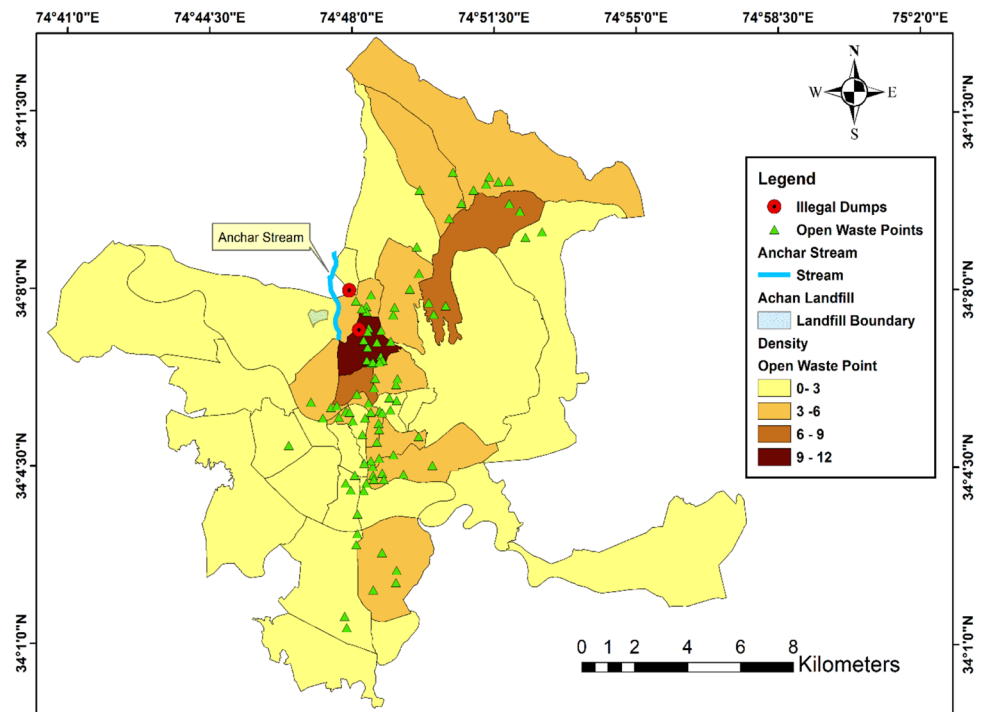 74°41'0"E 74°44'30"E 74°48'0"E 74°51'30"E 74°55'0"E 74°58'30"E 75°2'0"E
34°11'30"N
34°8'0"N
34°4'30"N
34°1'0"N
34°11'30"N
34°8'0"N
34°4'30"N
34°1'0"N
N
W E
S
Anchar Stream
Legend
Illegal Dumps
Open Waste Points
Anchar Stream
Stream
Achan Landfill
Landfill Boundary
Density
Open Waste Point
0 - 3
3 -6
6 - 9
9 - 12
0 1 2 4 6 8
Kilometers